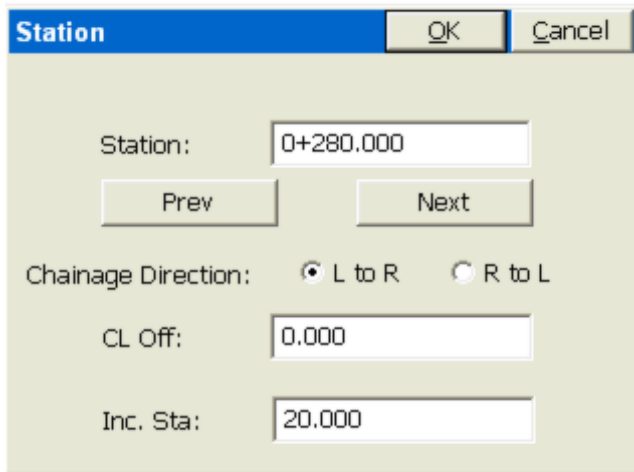 Station OK Cancel
Station: 0+280.000
Prev Next
Chainage Direction: L to R R to L
CL Off: 0.000
Inc. Sta: 20.000